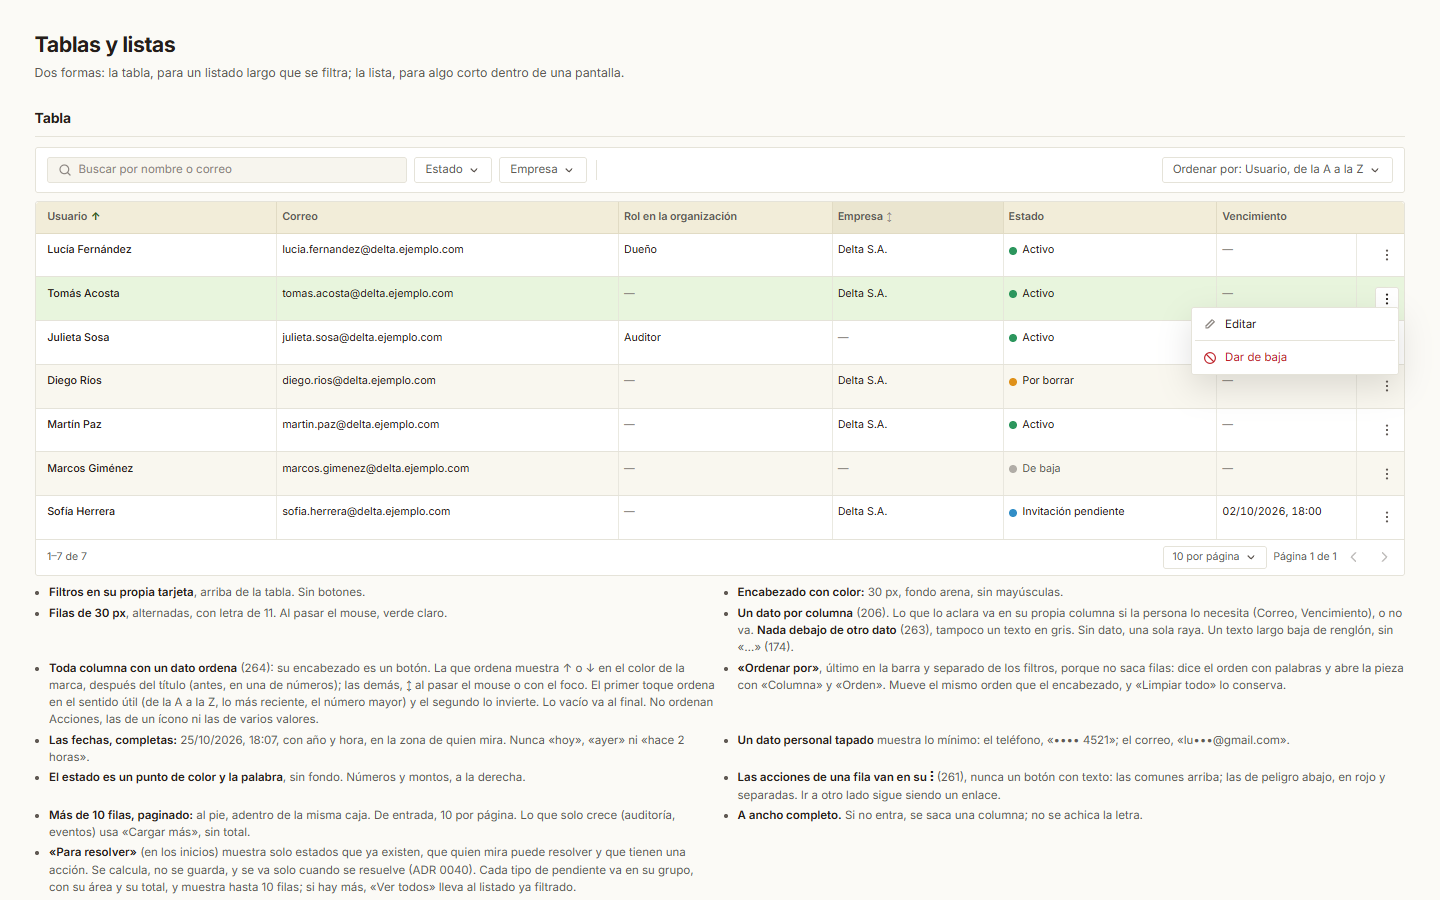 Tablas y listas
Dos formas: la tabla, para un listado largo que se filtra; la lista, para algo corto dentro de una pantalla.
Tabla
Buscar por nombre o correo
Estado
Empresa
Ordenar por: Usuario, de la A a la Z
Usuario ↑ Correo Rol en la organización Empresa ↕ Estado Vencimiento
Lucía Fernández lucia.fernandez@delta.ejemplo.com Dueño Delta S.A. Activo —
Tomás Acosta tomas.acosta@delta.ejemplo.com — Delta S.A. Activo —
Editar
Julieta Sosa julieta.sosa@delta.ejemplo.com Auditor — Activo
Dar de baja
Diego Ríos diego.rios@delta.ejemplo.com — Delta S.A. Por borrar —
Martín Paz martin.paz@delta.ejemplo.com — Delta S.A. Activo —
Marcos Giménez marcos.gimenez@delta.ejemplo.com — — De baja —
Sofía Herrera sofia.herrera@delta.ejemplo.com — Delta S.A. Invitación pendiente 02/10/2026, 18:00
1–7 de 7
10 por página
Página 1 de 1
• Filtros en su propia tarjeta, arriba de la tabla. Sin botones.
• Encabezado con color: 30 px, fondo arena, sin mayúsculas.
• Filas de 30 px, alternadas, con letra de 11. Al pasar el mouse, verde claro.
• Un dato por columna (206). Lo que lo aclara va en su propia columna si la persona lo necesita (Correo, Vencimiento), o no
va. Nada debajo de otro dato (263), tampoco un texto en gris. Sin dato, una sola raya. Un texto largo baja de renglón, sin
«…» (174).
• Toda columna con un dato ordena (264): su encabezado es un botón. La que ordena muestra ↑ o ↓ en el color de la
marca, después del título (antes, en una de números); las demás, ↕ al pasar el mouse o con el foco. El primer toque ordena
en el sentido útil (de la A a la Z, lo más reciente, el número mayor) y el segundo lo invierte. Lo vacío va al final. No ordenan
Acciones, las de un ícono ni las de varios valores.
• «Ordenar por», último en la barra y separado de los filtros, porque no saca filas: dice el orden con palabras y abre la pieza
con «Columna» y «Orden». Mueve el mismo orden que el encabezado, y «Limpiar todo» lo conserva.
• Las fechas, completas: 25/10/2026, 18:07, con año y hora, en la zona de quien mira. Nunca «hoy», «ayer» ni «hace 2
horas».
• Un dato personal tapado muestra lo mínimo: el teléfono, «•••• 4521»; el correo, «lu•••@gmail.com».
• El estado es un punto de color y la palabra, sin fondo. Números y montos, a la derecha.
• Las acciones de una fila van en su ⋮ (261), nunca un botón con texto: las comunes arriba; las de peligro abajo, en rojo y
separadas. Ir a otro lado sigue siendo un enlace.
• Más de 10 filas, paginado: al pie, adentro de la misma caja. De entrada, 10 por página. Lo que solo crece (auditoría,
eventos) usa «Cargar más», sin total.
• A ancho completo. Si no entra, se saca una columna; no se achica la letra.
• «Para resolver» (en los inicios) muestra solo estados que ya existen, que quien mira puede resolver y que tienen una
acción. Se calcula, no se guarda, y se va solo cuando se resuelve (ADR 0040). Cada tipo de pendiente va en su grupo,
con su área y su total, y muestra hasta 10 filas; si hay más, «Ver todos» lleva al listado ya filtrado.